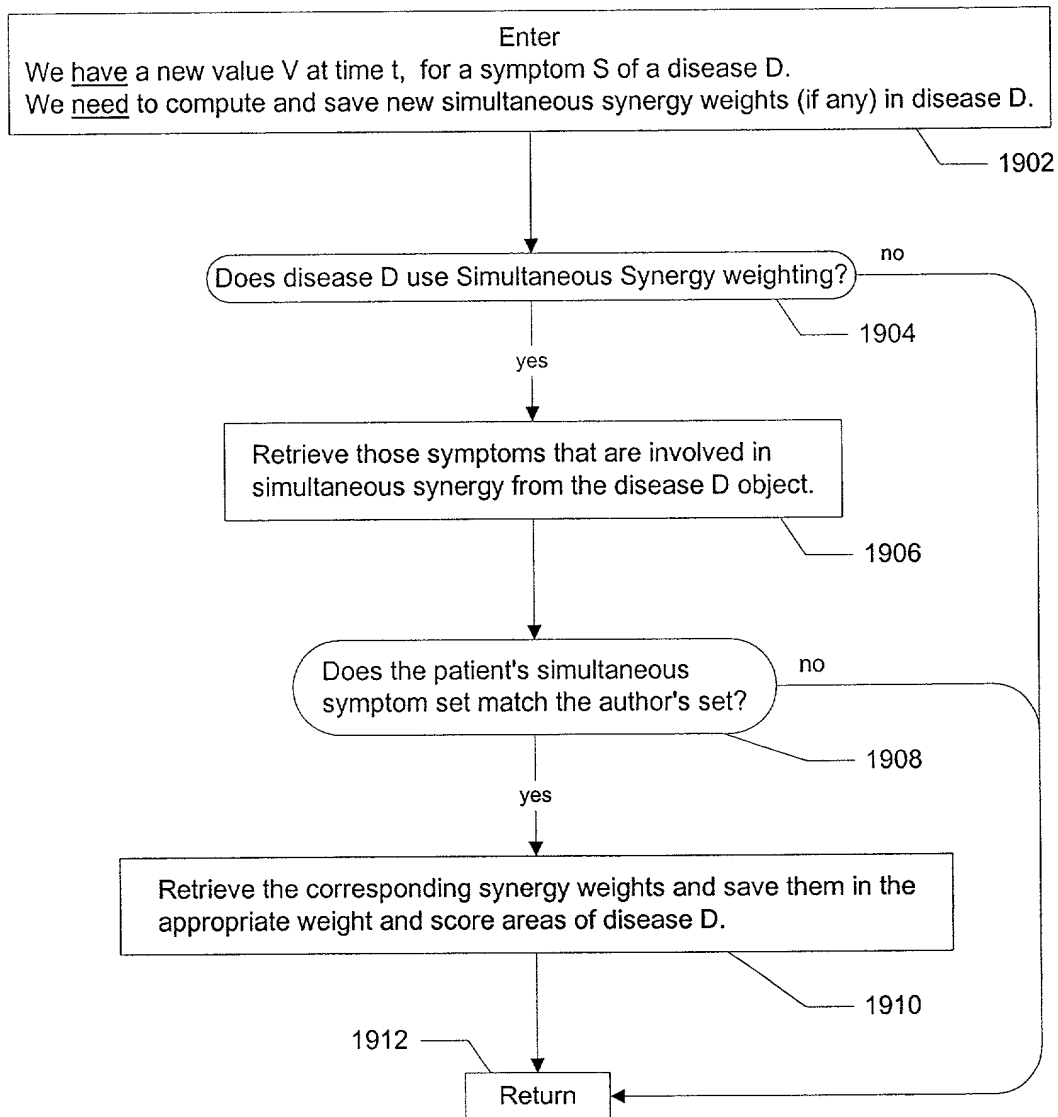 Enter
We have a new value V at time t, for a symptom S of a disease D.
We need to compute and save new simultaneous synergy weights (if any) in disease D.
1902
no
Does disease D use Simultaneous Synergy weighting?
1904
yes
Retrieve those symptoms that are involved in
simultaneous synergy from the disease D object.
1906
Does the patient's simultaneous
symptom set match the author's set?
no
1908
yes
Retrieve the corresponding synergy weights and save them in the
appropriate weight and score areas of disease D.
1910
1912
Return